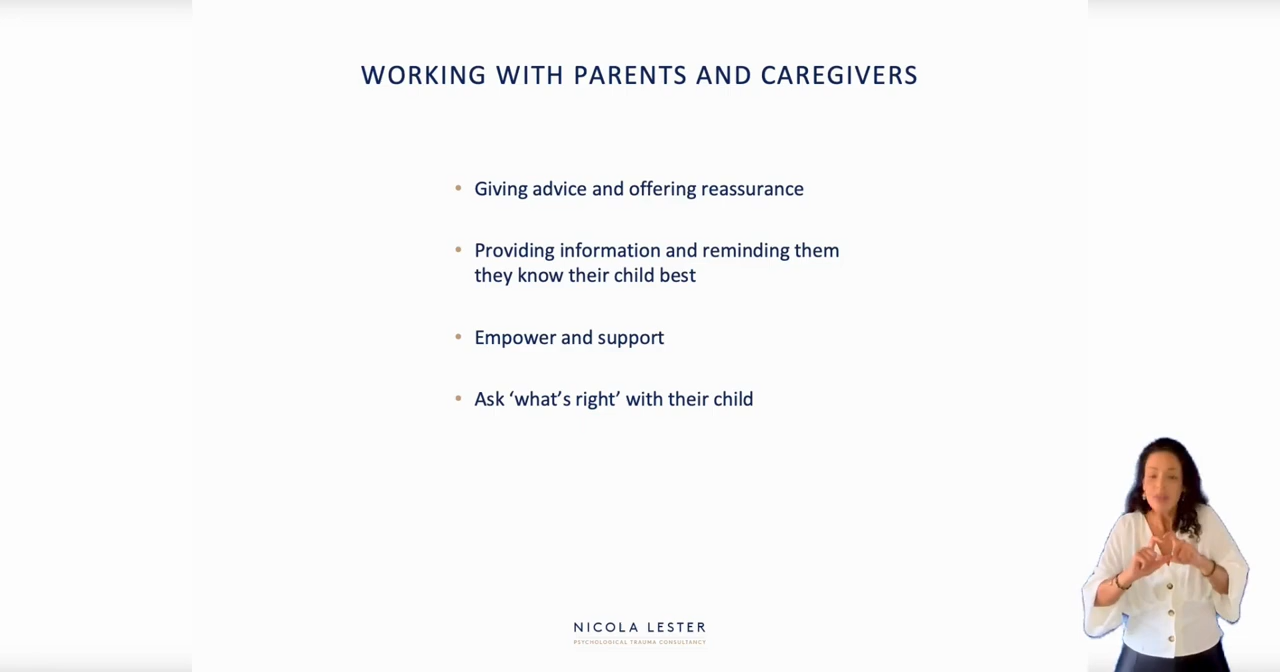 WORKING WITH PARENTS AND CAREGIVERS
• Giving advice and offering reassurance
• Providing information and reminding them
they know their child best
• Empower and support
• Ask ‘what’s right’ with their child
NICOLA LESTER
PSYCHOLOGICAL TRAUMA CONSULTANCY